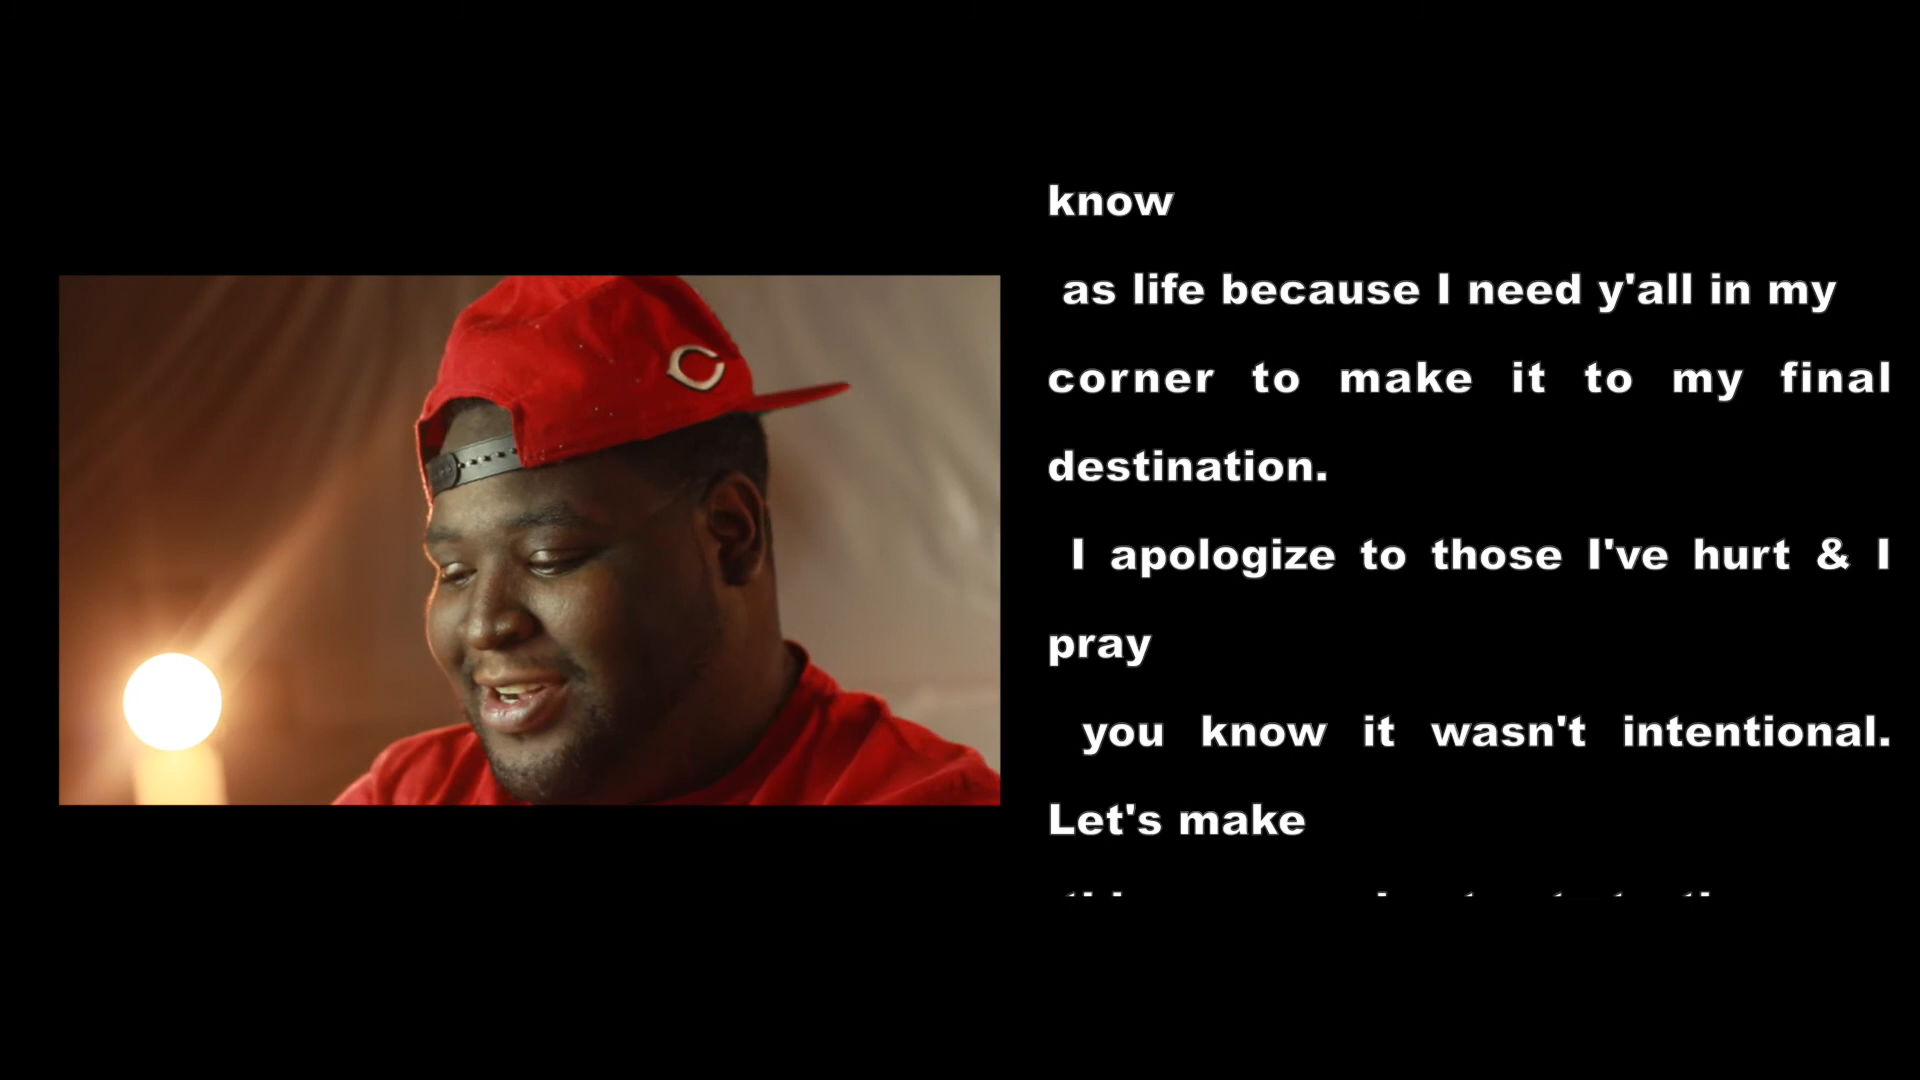 know
as life because I need y'all in my
corner to make it to my final
destination.
I apologize to those I've hurt & I
pray
you know it wasn't intentional.
Let's make
C